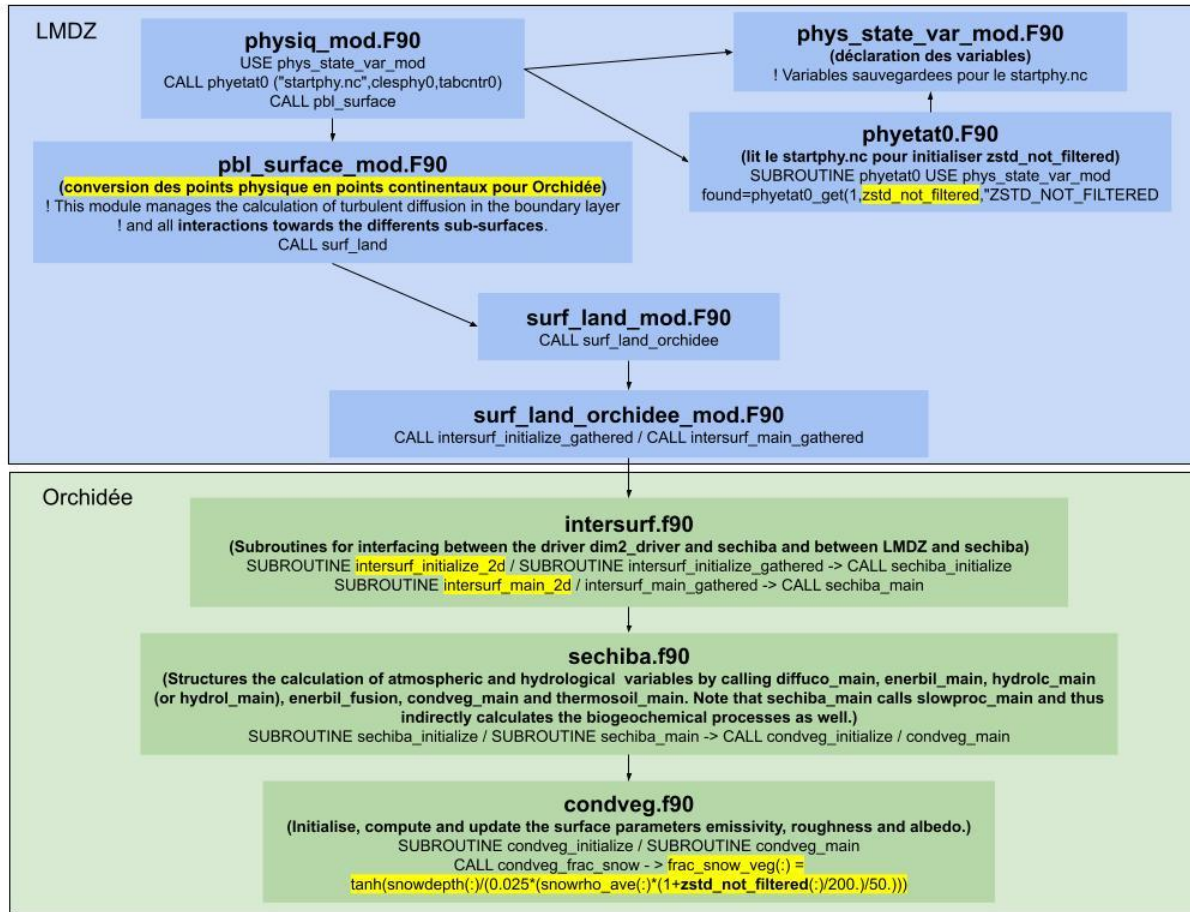 LMDZ
physiq_mod.F90
USE phys_state_var_mod
CALL phyetat0 ("startphy.nc",clesphy0,tabcntr0)
CALL pbl_surface
phys_state_var_mod.F90
(déclaration des variables)
! Variables sauvegardees pour le startphy.nc
phyetat0.F90
(lit le startphy.nc pour initialiser zstd_not_filtered)
SUBROUTINE phyetat0 USE phys_state_var_mod
found=phyetat0_get(1,zstd_not_filtered,"ZSTD_NOT_FILTERED
pbl_surface_mod.F90
(conversion des points physique en points continentaux pour Orchidée)
! This module manages the calculation of turbulent diffusion in the boundary layer
! and all interactions towards the differents sub-surfaces.
CALL surf_land
surf_land_mod.F90
CALL surf_land_orchidee
surf_land_orchidee_mod.F90
CALL intersurf_initialize_gathered / CALL intersurf_main_gathered
Orchidée
intersurf.f90
(Subroutines for interfacing between the driver dim2_driver and sechiba and between LMDZ and sechiba)
SUBROUTINE intersurf_initialize_2d / SUBROUTINE intersurf_initialize_gathered -> CALL sechiba_initialize
SUBROUTINE intersurf_main_2d / intersurf_main_gathered -> CALL sechiba_main
sechiba.f90
(Structures the calculation of atmospheric and hydrological variables by calling diffuco_main, enerbil_main, hydrolc_main
(or hydrol_main), enerbil_fusion, condveg_main and thermosoil_main. Note that sechiba_main calls slowproc_main and thus
indirectly calculates the biogeochemical processes as well.)
SUBROUTINE sechiba_initialize / SUBROUTINE sechiba_main -> CALL condveg_initialize / condveg_main
condveg.f90
(Initialise, compute and update the surface parameters emissivity, roughness and albedo.)
SUBROUTINE condveg_initialize / SUBROUTINE condveg_main
CALL condveg_frac_snow - > frac_snow_veg(:) =
tanh(snowdepth(:)/(0.025*(snowrho_ave(:)*(1+zstd_not_filtered(:)/200.)/50.)))